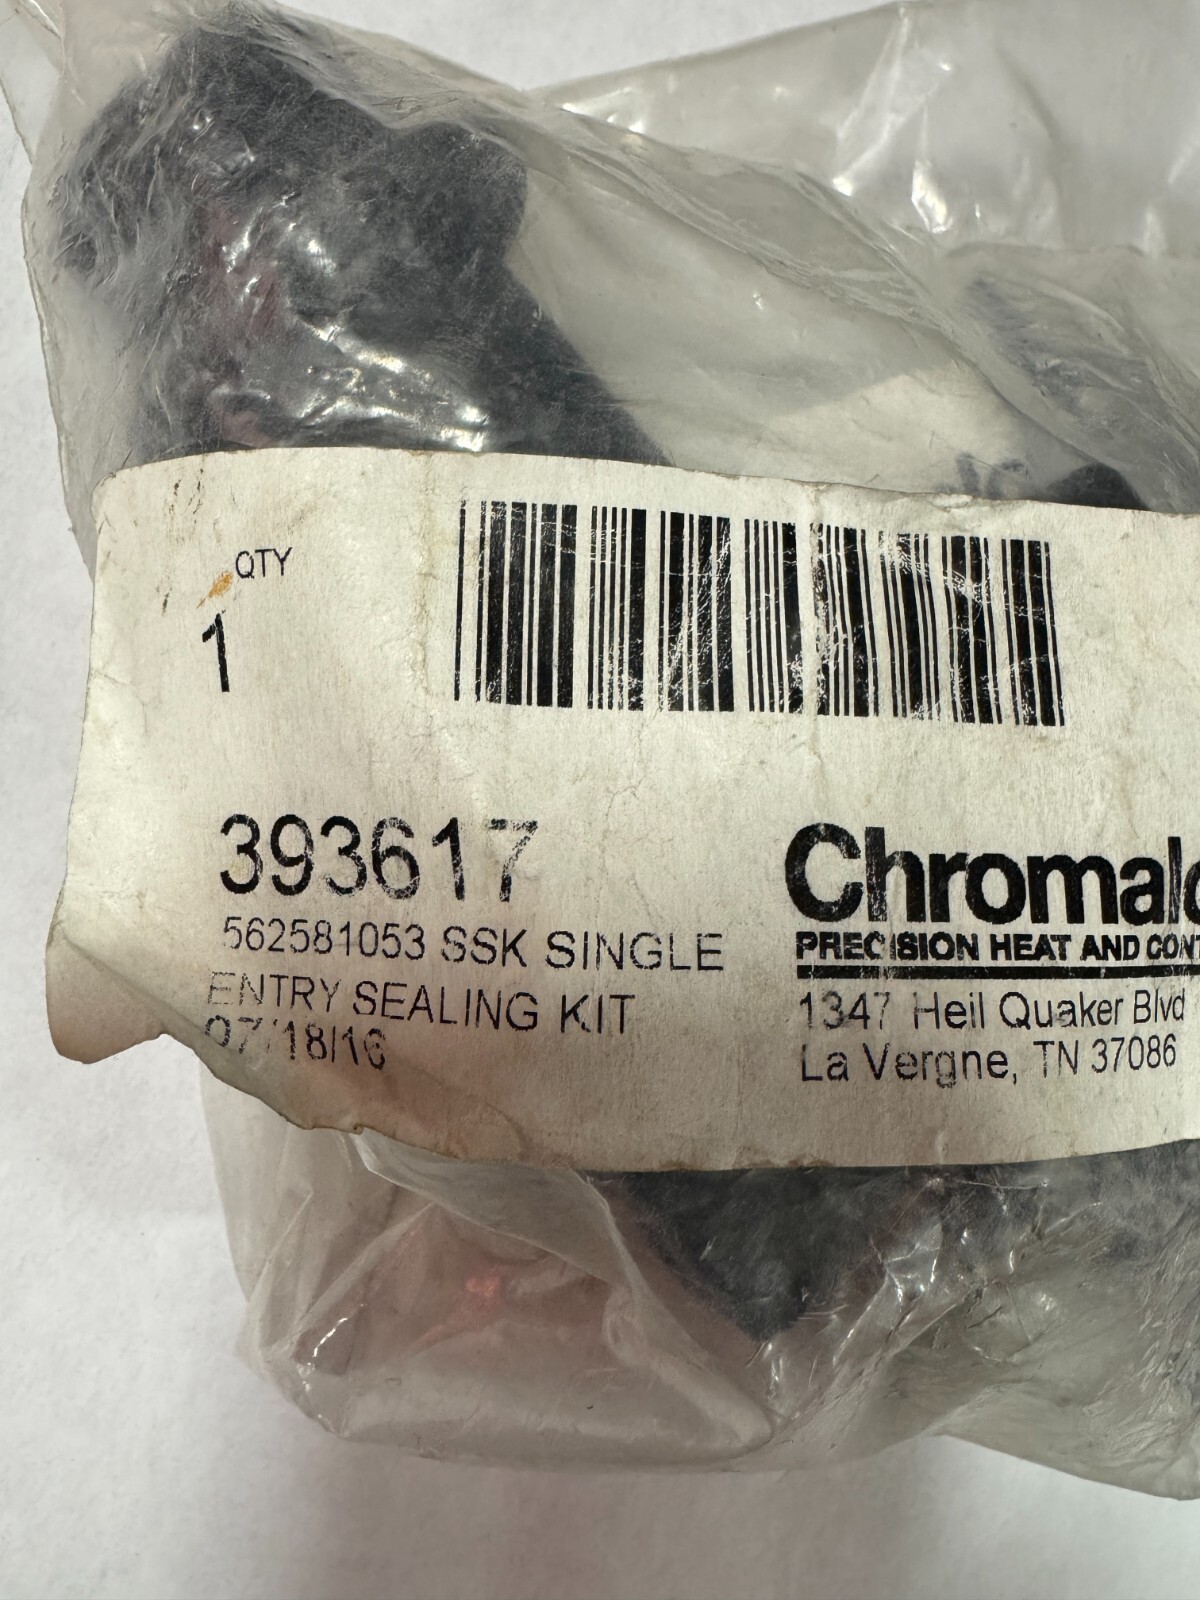 QTY
1
393617
562581053 SSK SINGLE
ENTRY SEALING KIT
07/18/16
Chromalo
PRECISION HEAT AND CONT
1347 Heil Quaker Blvd
La Vergne, TN 37086